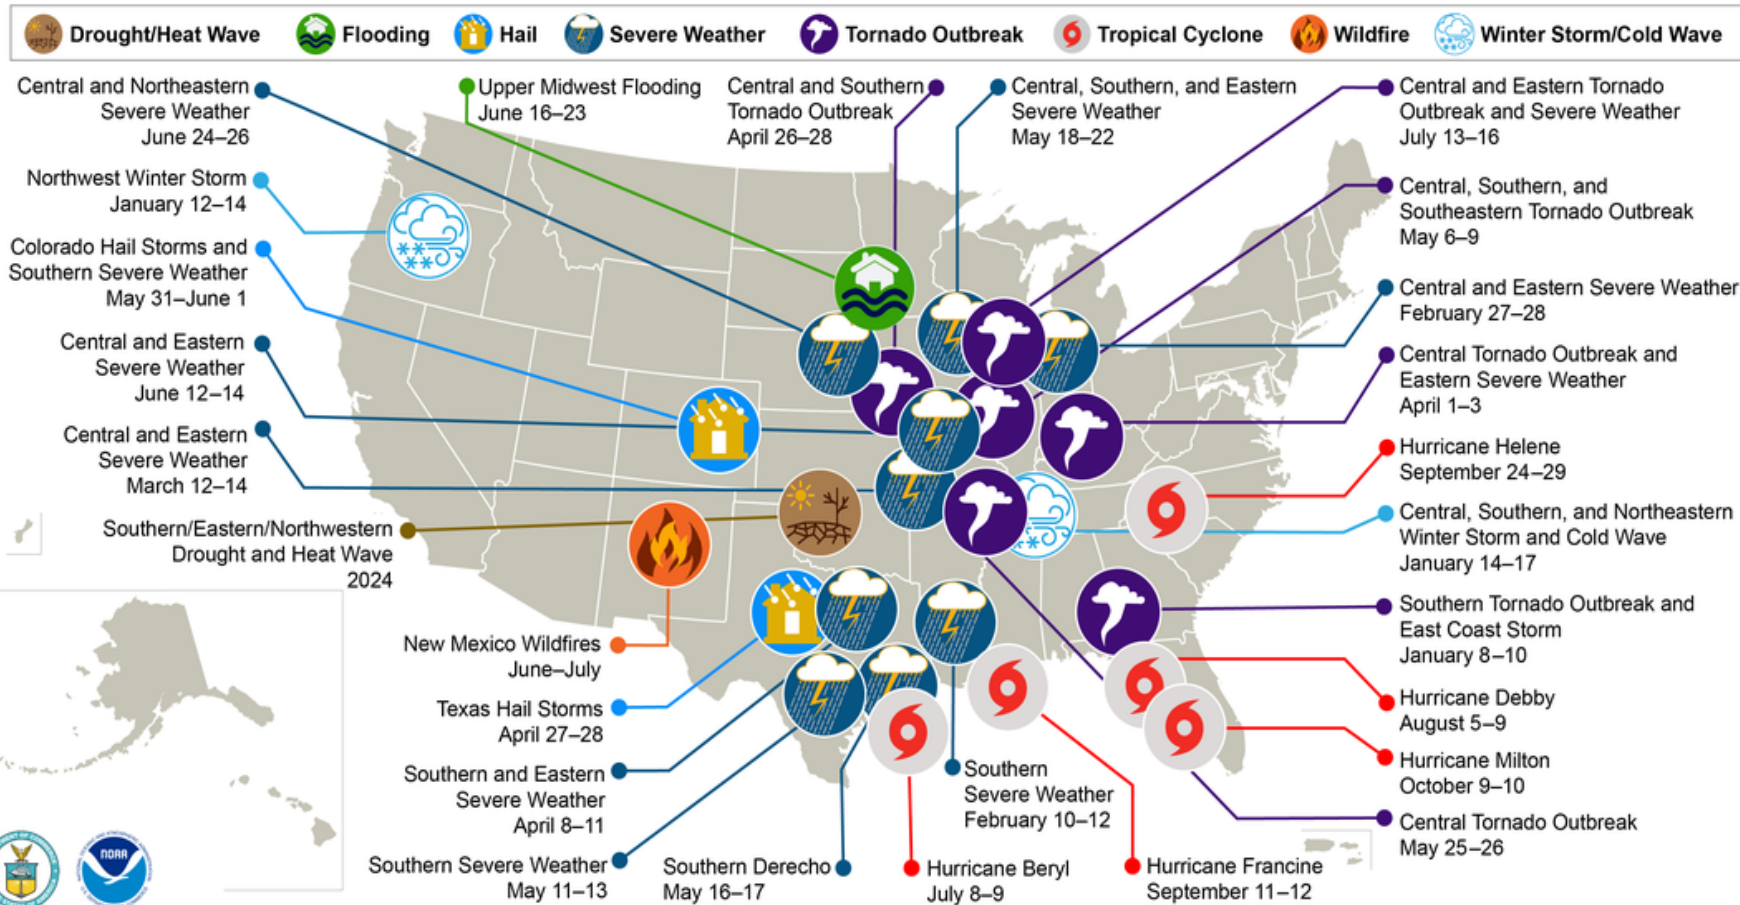 Drought/Heat Wave
Flooding
Hail
Severe Weather
Tornado Outbreak
Tropical Cyclone
Wildfire
Winter Storm/Cold Wave
Central and Northeastern
Severe Weather
June 24–26
Upper Midwest Flooding
June 16–23
Central and Southern
Tornado Outbreak
April 26–28
Central, Southern, and Eastern
Severe Weather
May 18–22
Central and Eastern Tornado
Outbreak and Severe Weather
July 13–16
Northwest Winter Storm
January 12–14
Central, Southern, and
Southeastern Tornado Outbreak
May 6–9
Colorado Hail Storms and
Southern Severe Weather
May 31–June 1
Central and Eastern Severe Weather
February 27–28
Central and Eastern
Severe Weather
June 12–14
Central Tornado Outbreak and
Eastern Severe Weather
April 1–3
Central and Eastern
Severe Weather
March 12–14
Hurricane Helene
September 24–29
Southern/Eastern/Northwestern
Drought and Heat Wave
2024
Central, Southern, and Northeastern
Winter Storm and Cold Wave
January 14–17
New Mexico Wildfires
June–July
Southern Tornado Outbreak and
East Coast Storm
January 8–10
Texas Hail Storms
April 27–28
Hurricane Debby
August 5–9
Southern and Eastern
Severe Weather
April 8–11
Southern
Severe Weather
February 10–12
Hurricane Milton
October 9–10
Central Tornado Outbreak
May 25–26
Southern Severe Weather
May 11–13
Southern Derecho
May 16–17
Hurricane Beryl
July 8–9
Hurricane Francine
September 11–12
NOAA